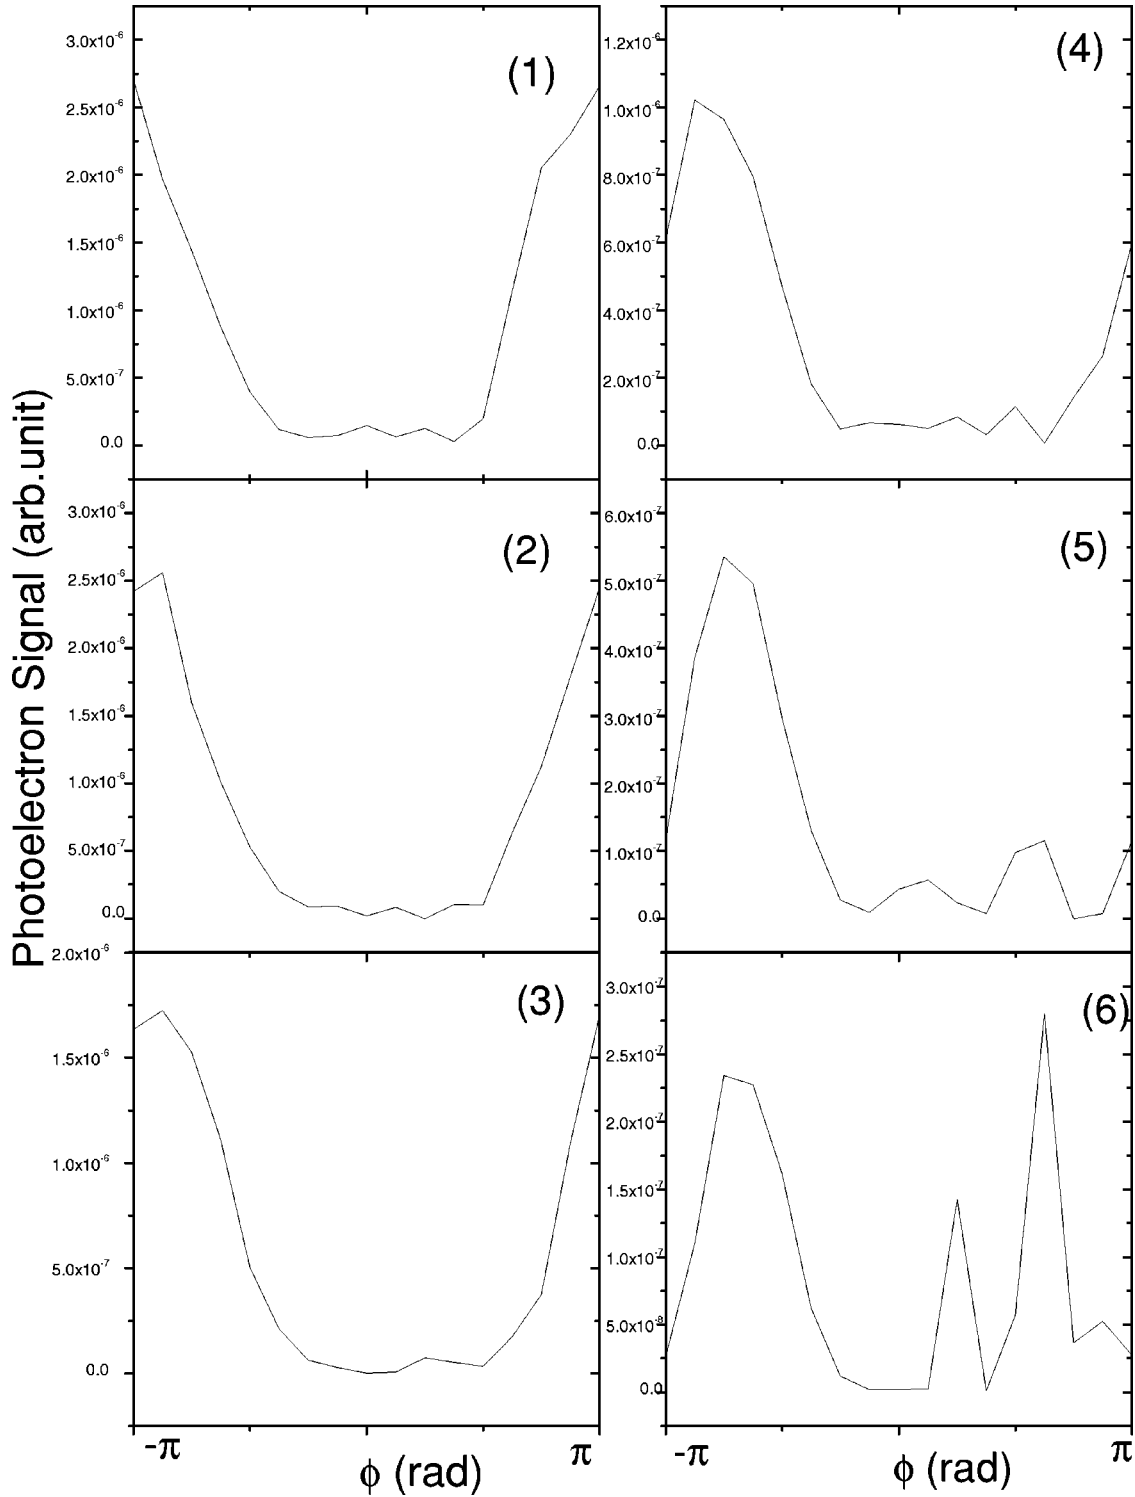 Photoelectron Signal (arb.unit)
(1)
3.0x10⁻⁶
2.5x10⁻⁶
2.0x10⁻⁶
1.5x10⁻⁶
1.0x10⁻⁶
5.0x10⁻⁷
0.0
(2)
3.0x10⁻⁶
2.5x10⁻⁶
2.0x10⁻⁶
1.5x10⁻⁶
1.0x10⁻⁶
5.0x10⁻⁷
0.0
(3)
2.0x10⁻⁶
1.5x10⁻⁶
1.0x10⁻⁶
5.0x10⁻⁷
0.0
-π
π
ϕ (rad)
(4)
1.2x10⁻⁶
1.0x10⁻⁶
8.0x10⁻⁷
6.0x10⁻⁷
4.0x10⁻⁷
2.0x10⁻⁷
0.0
(5)
6.0x10⁻⁷
5.0x10⁻⁷
4.0x10⁻⁷
3.0x10⁻⁷
2.0x10⁻⁷
1.0x10⁻⁷
0.0
(6)
3.0x10⁻⁷
2.5x10⁻⁷
2.0x10⁻⁷
1.5x10⁻⁷
1.0x10⁻⁷
5.0x10⁻⁸
0.0
-π
π
ϕ (rad)